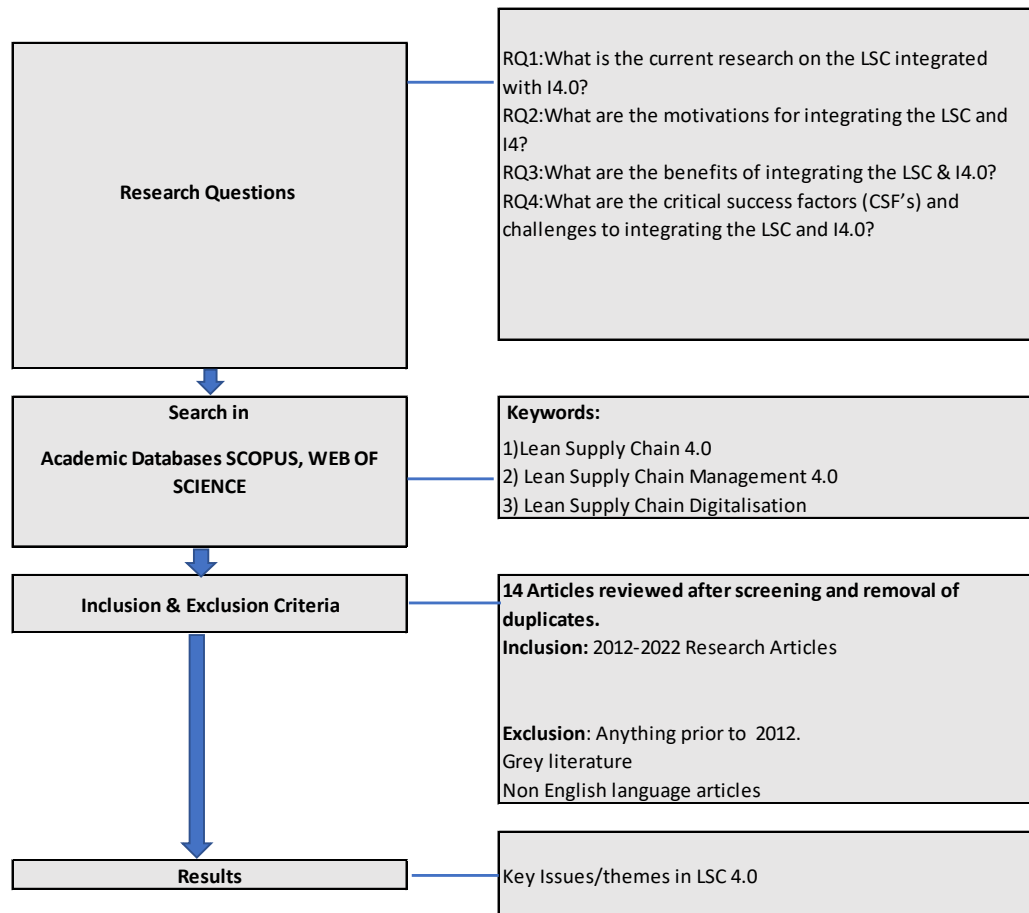 Research Questions
RQ1:What is the current research on the LSC integrated
with I4.0?
RQ2:What are the motivations for integrating the LSC and
I4?
RQ3:What are the benefits of integrating the LSC & I4.0?
RQ4:What are the critical success factors (CSF's) and
challenges to integrating the LSC and I4.0?
Search in
Academic Databases SCOPUS, WEB OF
SCIENCE
Keywords:
1)Lean Supply Chain 4.0
2) Lean Supply Chain Management 4.0
3) Lean Supply Chain Digitalisation
Inclusion & Exclusion Criteria
14 Articles reviewed after screening and removal of
duplicates.
Inclusion: 2012-2022 Research Articles
Exclusion: Anything prior to 2012.
Grey literature
Non English language articles
Results
Key Issues/themes in LSC 4.0